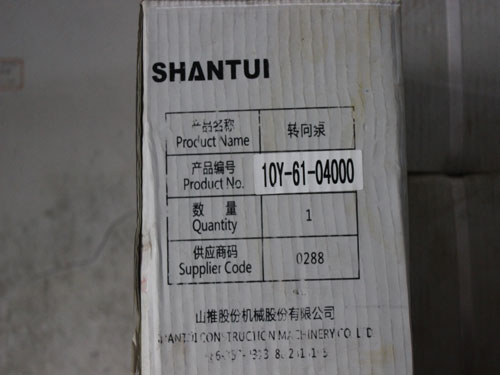 SHANTUI
产品名称 转向泵
Product Name
产品编号 10Y-61-04000
Product No.
数 量 1
Quantity
供应商码 0288
Supplier Code
山推股份机械股份有限公司
CONSTRUCTION MACHINERY CO LTD